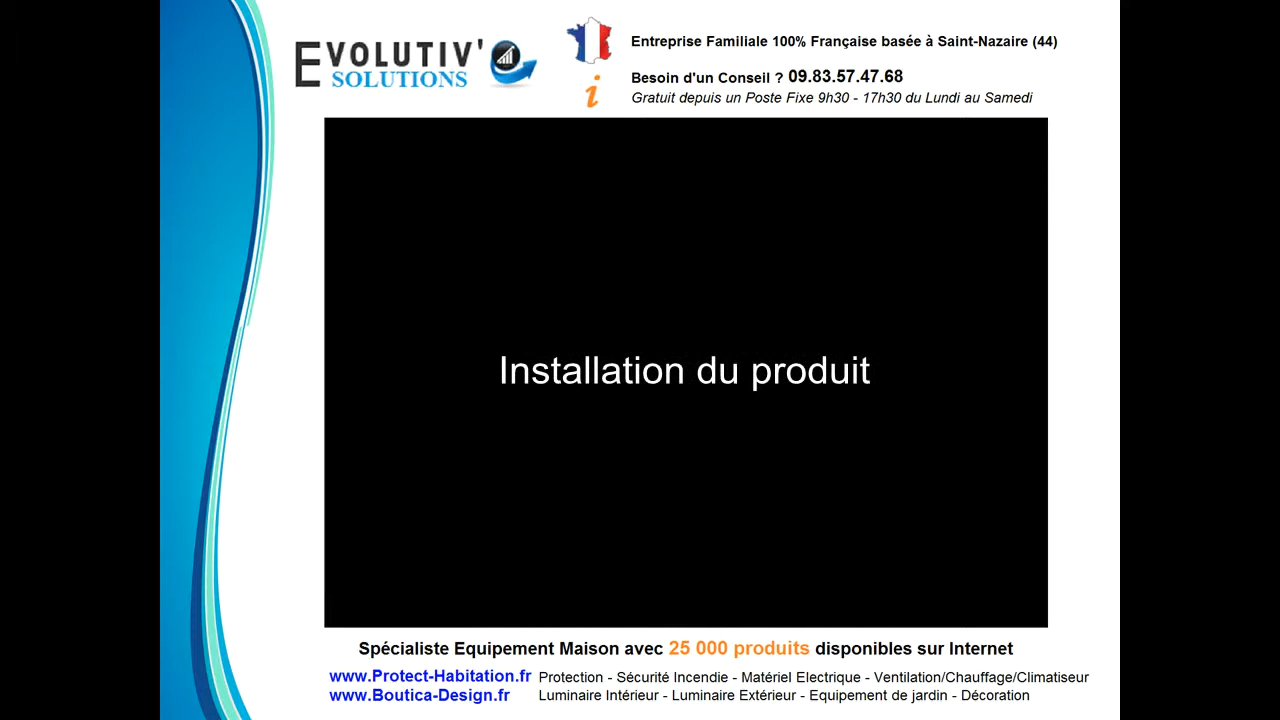 EVOLUTIV'
SOLUTIONS
Entreprise Familiale 100% Française basée à Saint-Nazaire (44)
Besoin d'un Conseil ? 09.83.57.47.68
Gratuit depuis un Poste Fixe 9h30 - 17h30 du Lundi au Samedi
Installation du produit
Spécialiste Equipement Maison avec 25 000 produits disponibles sur Internet
www.Protect-Habitation.fr Protection - Sécurité Incendie - Matériel Electrique - Ventilation/Chauffage/Climatiseur
www.Boutica-Design.fr Luminaire Intérieur - Luminaire Extérieur - Equipement de jardin - Décoration